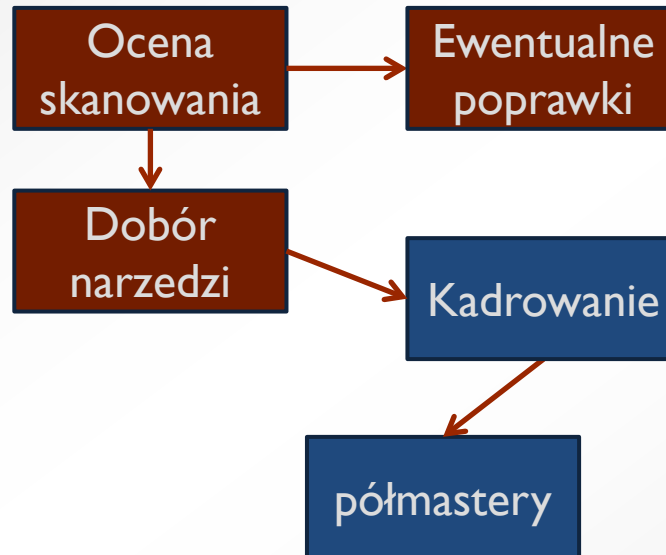 Ocena
skanowania
Ewentualne
poprawki
Dobór
narzedzi
Kadrowanie
półmastery